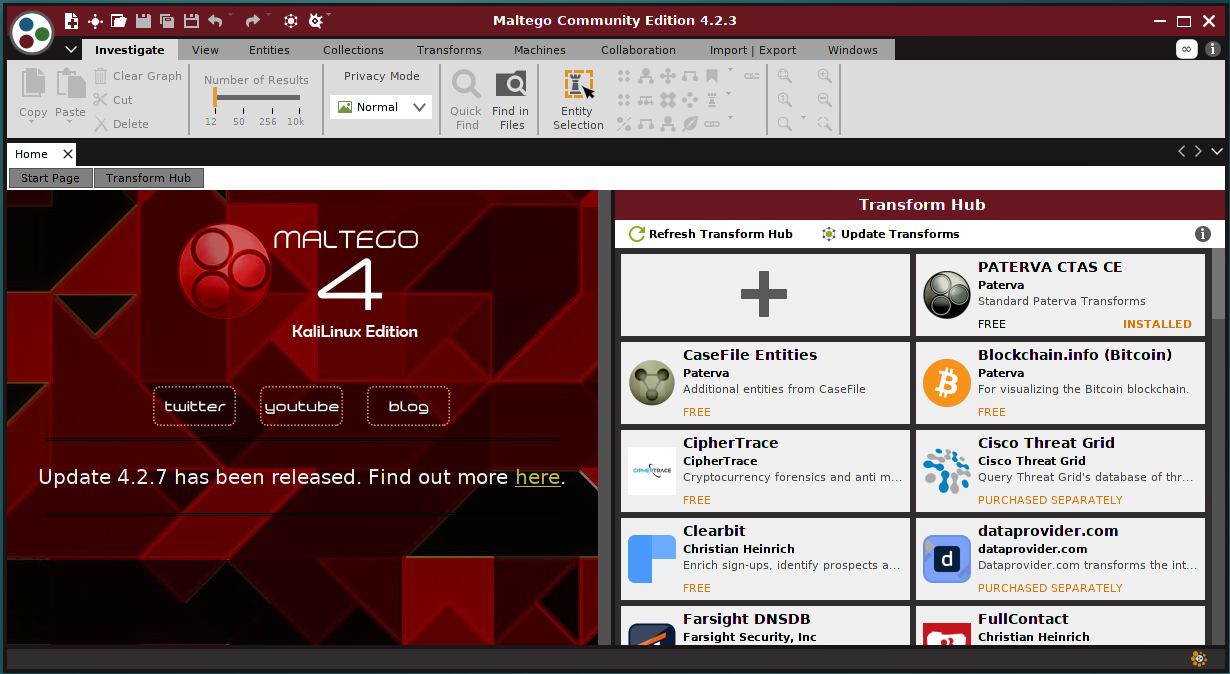 Maltego Community Edition 4.2.3
Investigate View Entities Collections Transforms Machines Collaboration Import | Export Windows
Clear Graph
Cut
Delete
Copy Paste
Number of Results
12 50 256 10k
Privacy Mode
Normal
Quick Find
Find in Files
Entity Selection
Home
Start Page Transform Hub
MALTEGO
4
KaliLinux Edition
twitter youtube blog
Update 4.2.7 has been released. Find out more here.
Transform Hub
Refresh Transform Hub Update Transforms
PATERVA CTAS CE
Paterva
Standard Paterva Transforms
FREE INSTALLED
CaseFile Entities
Paterva
Additional entities from CaseFile
FREE
Blockchain.info (Bitcoin)
Paterva
For visualizing the Bitcoin blockchain.
FREE
CIPHERTRACE
CipherTrace
CipherTrace
Cryptocurrency forensics and anti m...
FREE
Cisco Threat Grid
Cisco Threat Grid
Query Threat Grid's database of thr...
PURCHASED SEPARATELY
Clearbit
Christian Heinrich
Enrich sign-ups, identify prospects a...
FREE
d
dataprovider.com
dataprovider.com
Dataprovider.com transforms the int...
PURCHASED SEPARATELY
Farsight DNSDB
Farsight Security, Inc
FullContact
Christian Heinrich